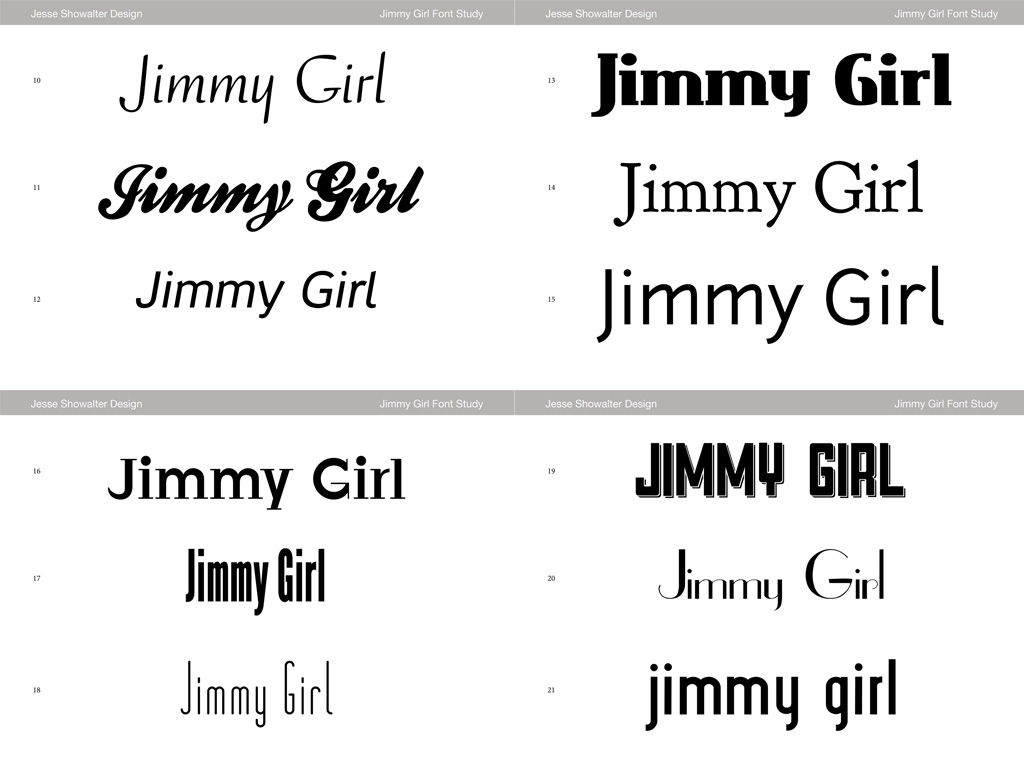 Jesse Showalter Design Jimmy Girl Font Study
10 Jimmy Girl
11 Jimmy Girl
12 Jimmy Girl
Jesse Showalter Design Jimmy Girl Font Study
13 Jimmy Girl
14 Jimmy Girl
15 Jimmy Girl
Jesse Showalter Design Jimmy Girl Font Study
16 Jimmy Girl
17 Jimmy Girl
18 Jimmy Girl
Jesse Showalter Design Jimmy Girl Font Study
19 JIMMY GIRL
20 Jimmy Girl
21 jimmy girl